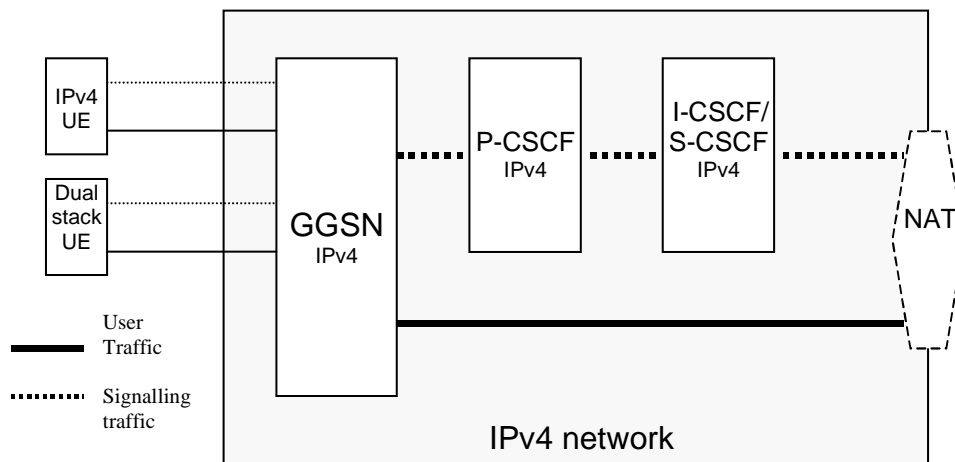 IPv4
UE
Dual
stack
UE
GGSN
IPv4
P-CSCF
IPv4
I-CSCF/
S-CSCF
IPv4
NAT
User
Traffic
Signalling
traffic
IPv4 network